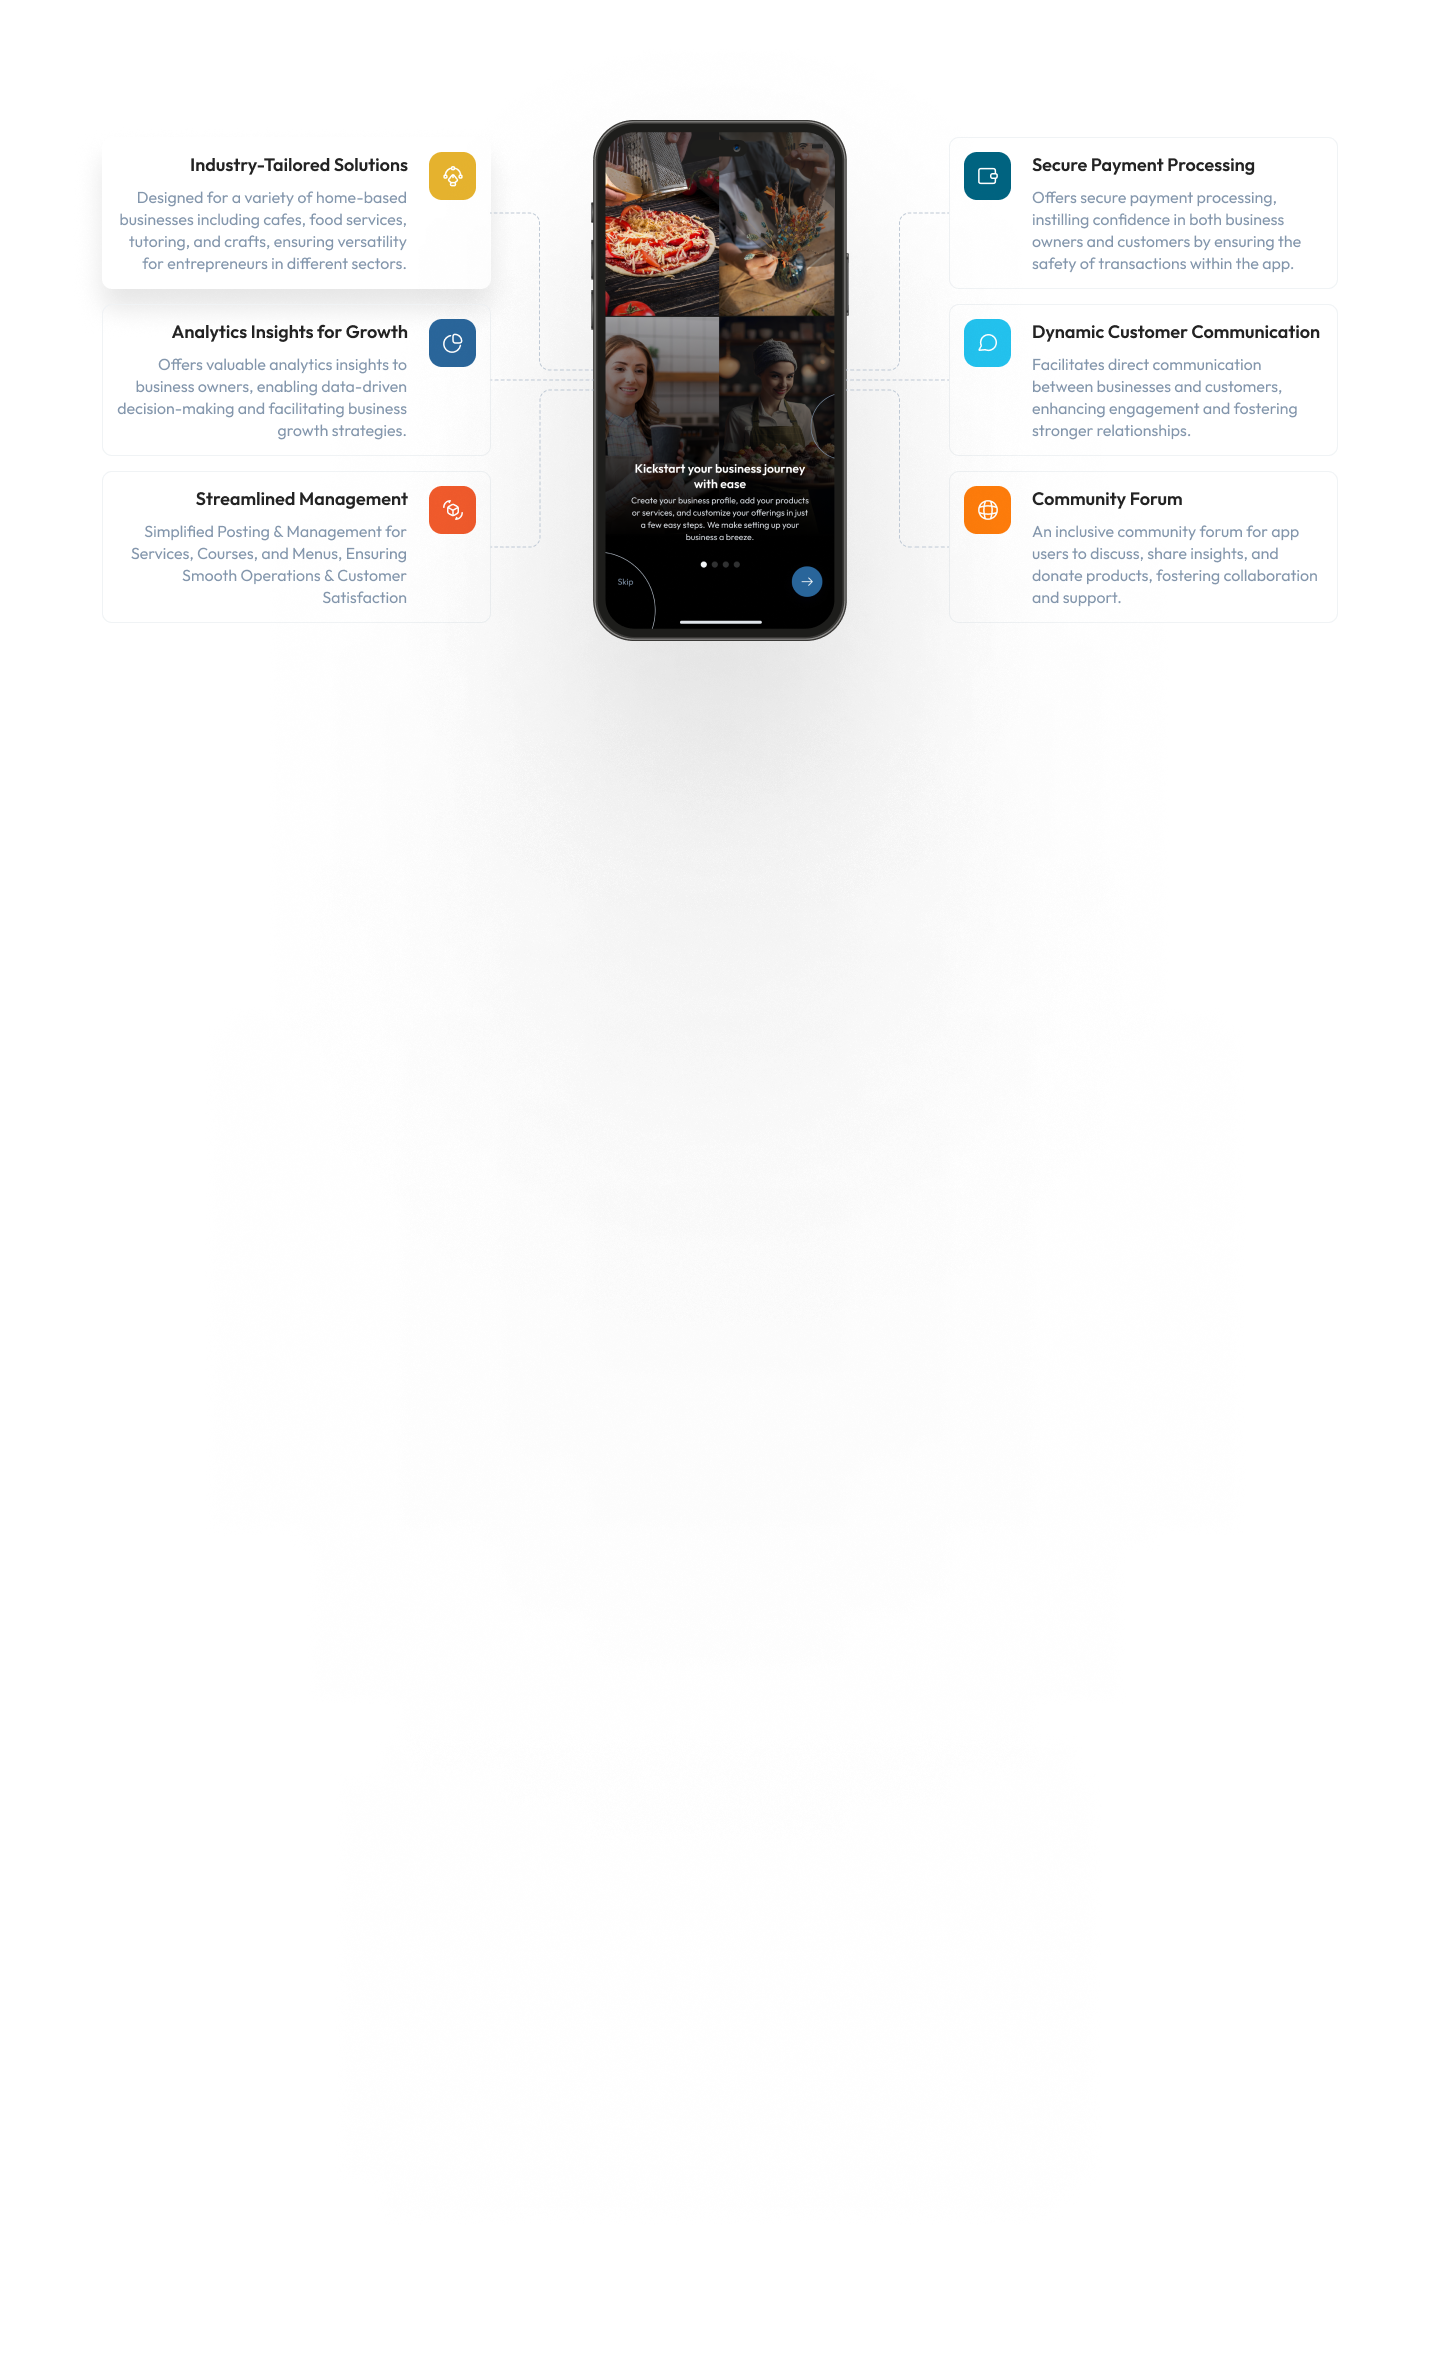 Industry-Tailored Solutions
Designed for a variety of home-based
businesses including cafes, food services,
tutoring, and crafts, ensuring versatility
for entrepreneurs in different sectors.
Analytics Insights for Growth
Offers valuable analytics insights to
business owners, enabling data-driven
decision-making and facilitating business
growth strategies.
Streamlined Management
Simplified Posting & Management for
Services, Courses, and Menus, Ensuring
Smooth Operations & Customer
Satisfaction
Kickstart your business journey
with ease
Create your business profile, add your products
or services, and customize your offerings in just
a few easy steps. We make setting up your
business a breeze.
Skip
Secure Payment Processing
Offers secure payment processing,
instilling confidence in both business
owners and customers by ensuring the
safety of transactions within the app.
Dynamic Customer Communication
Facilitates direct communication
between businesses and customers,
enhancing engagement and fostering
stronger relationships.
Community Forum
An inclusive community forum for app
users to discuss, share insights, and
donate products, fostering collaboration
and support.